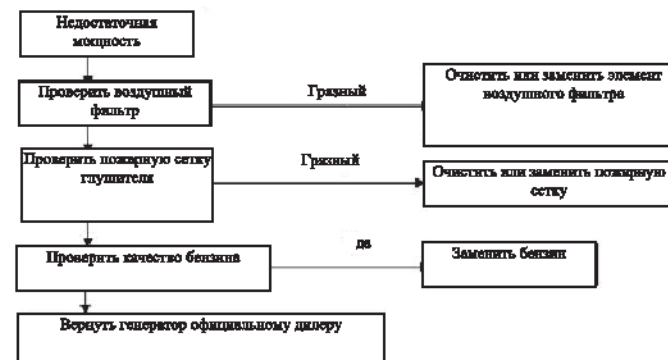 Недостаточная
мощность
Проверить воздушный
фильтр
Грязный
Очистить или заменить элемент
воздушного фильтра
Проверить пожарную сетку
глушителя
Грязный
Очистить или заменить пожарную
сетку
Проверить качество бензина
да
Заменить бензин
Вернуть генератор официальному дилеру